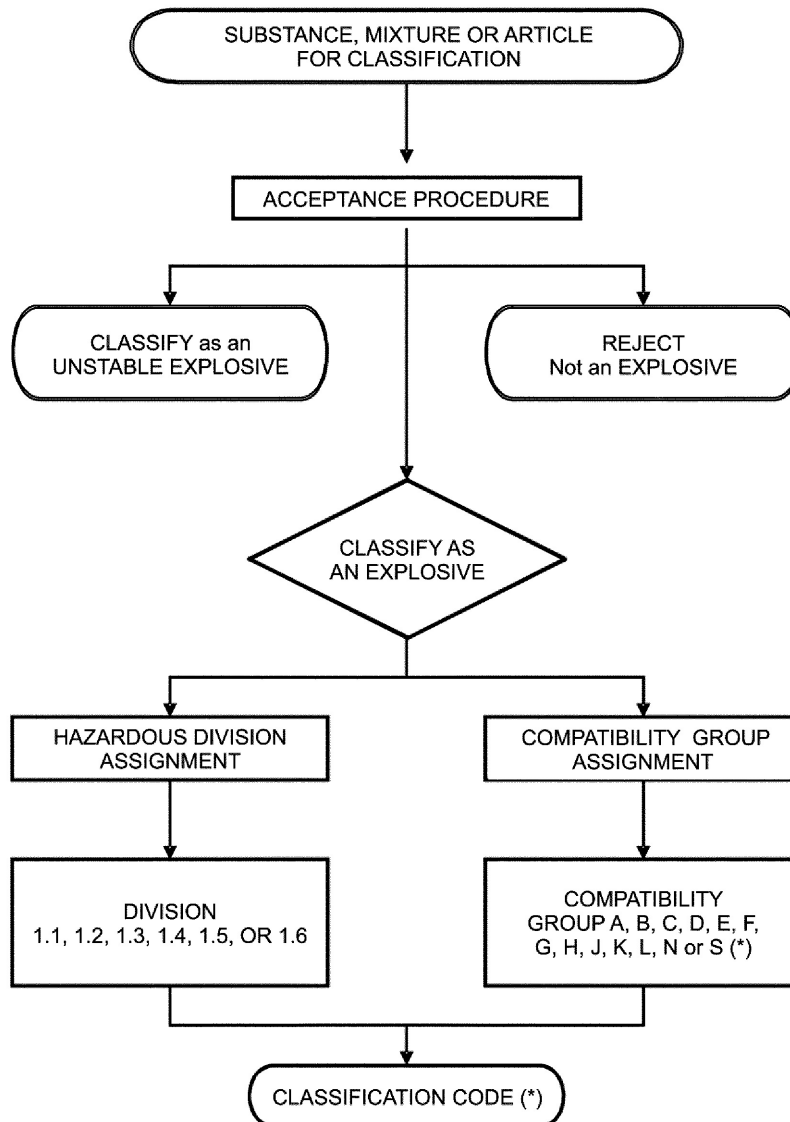 SUBSTANCE, MIXTURE OR ARTICLE
FOR CLASSIFICATION
ACCEPTANCE PROCEDURE
CLASSIFY as an
UNSTABLE EXPLOSIVE
REJECT
Not an EXPLOSIVE
CLASSIFY AS
AN EXPLOSIVE
HAZARDOUS DIVISION
ASSIGNMENT
COMPATIBILITY GROUP
ASSIGNMENT
DIVISION
1.1, 1.2, 1.3, 1.4, 1.5, OR 1.6
COMPATIBILITY
GROUP A, B, C, D, E, F,
G, H, J, K, L, N or S (*)
CLASSIFICATION CODE (*)